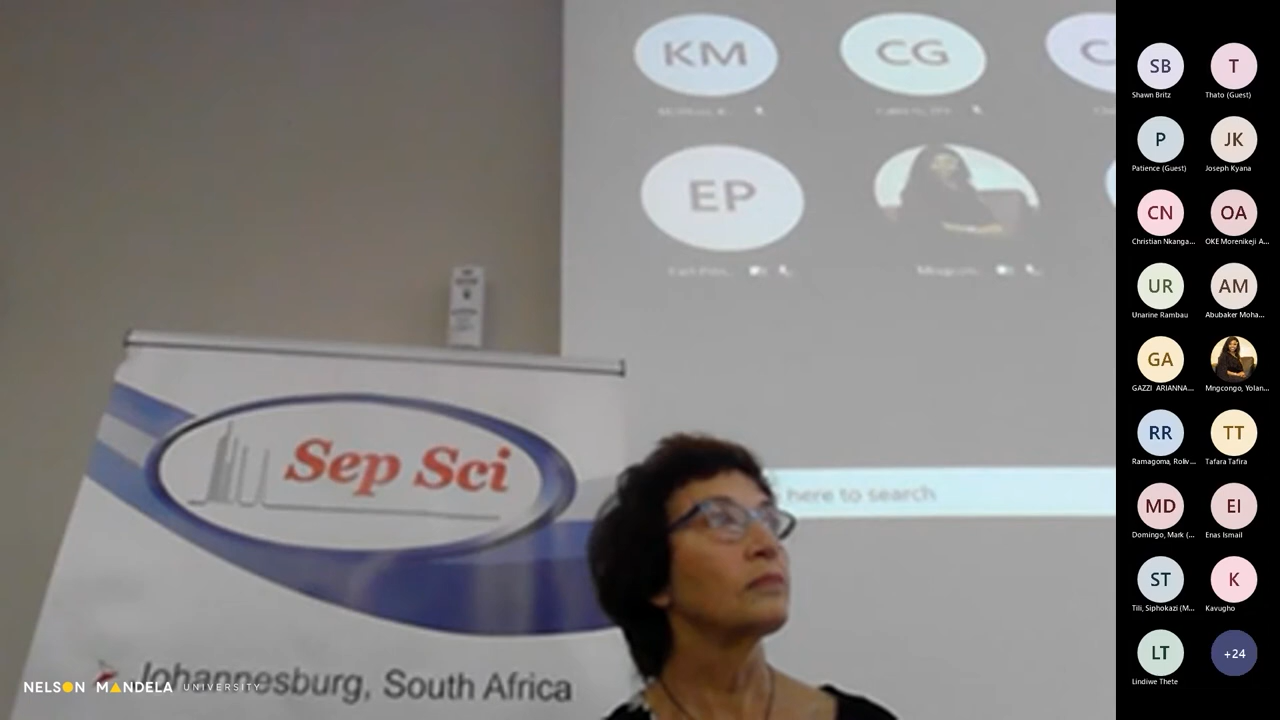 KM
CG
EP
Sep Sci
here to search
Johannesburg, South Africa
NELSON MANDELA UNIVERSITY
SB
T
Shawn Britz
Thato (Guest)
P
JK
Patience (Guest)
Joseph Kyana
CN
OA
Christian Nkanga...
OKE Morenikeji A...
UR
AM
Unarine Rambau
Abubaker Moha...
GA
GAZZI ARIANNA...
Mngcongo, Yolan...
RR
TT
Ramagoma, Roliv...
Tafara Tafira
MD
EI
Domingo, Mark (...
Enas Ismail
ST
K
Tili, Siphokazi (M...
Kavugho
LT
+24
Lindiwe Thete